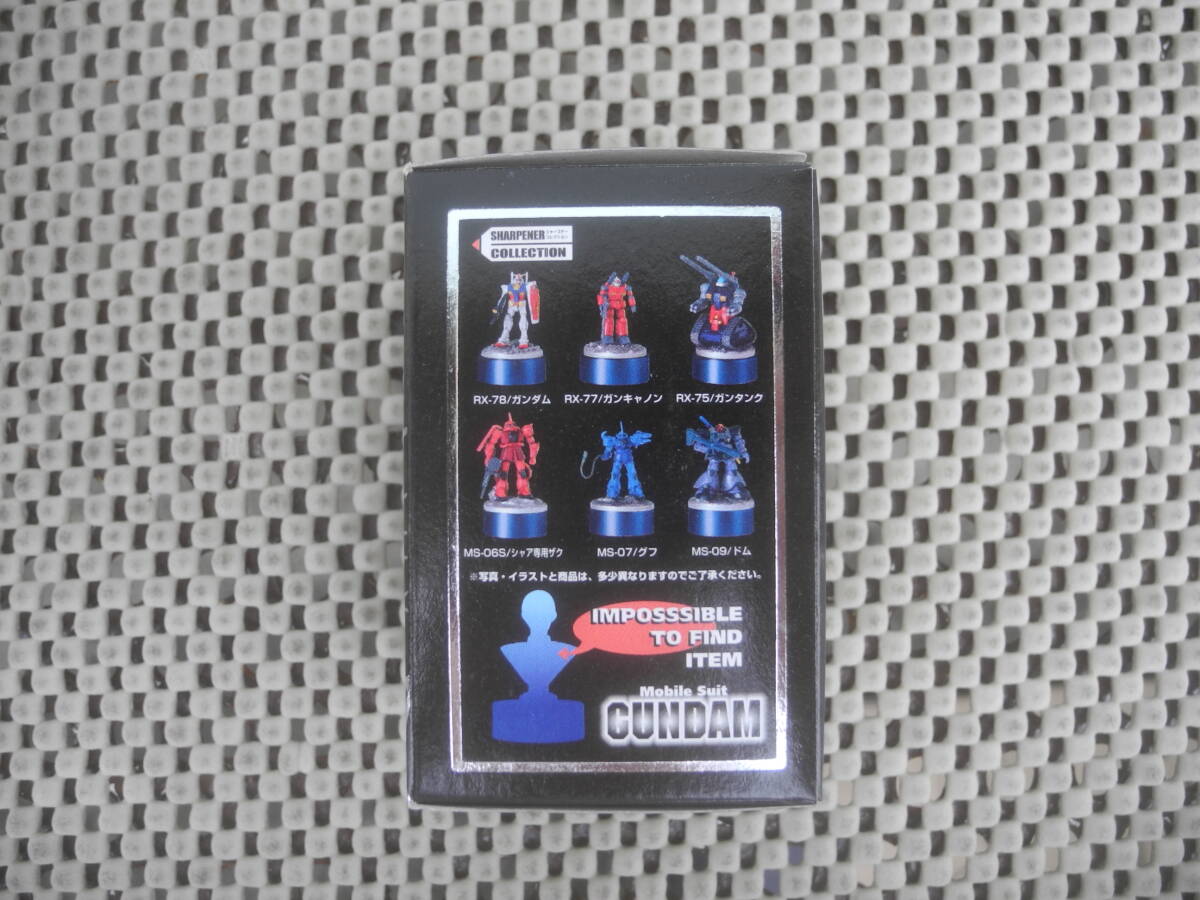 SHARPENER シャープナー
コレクション
COLLECTION
RX-78/ガンダム RX-77/ガンキャノン RX-75/ガンタンク
MS-06S/シャア専用ザク MS-07/グフ MS-09/ドム
※写真・イラストと商品は、多少異なりますのでご了承ください。
IMPOSSSIBLE
TO FIND
ITEM
Mobile Suit
GUNDAM